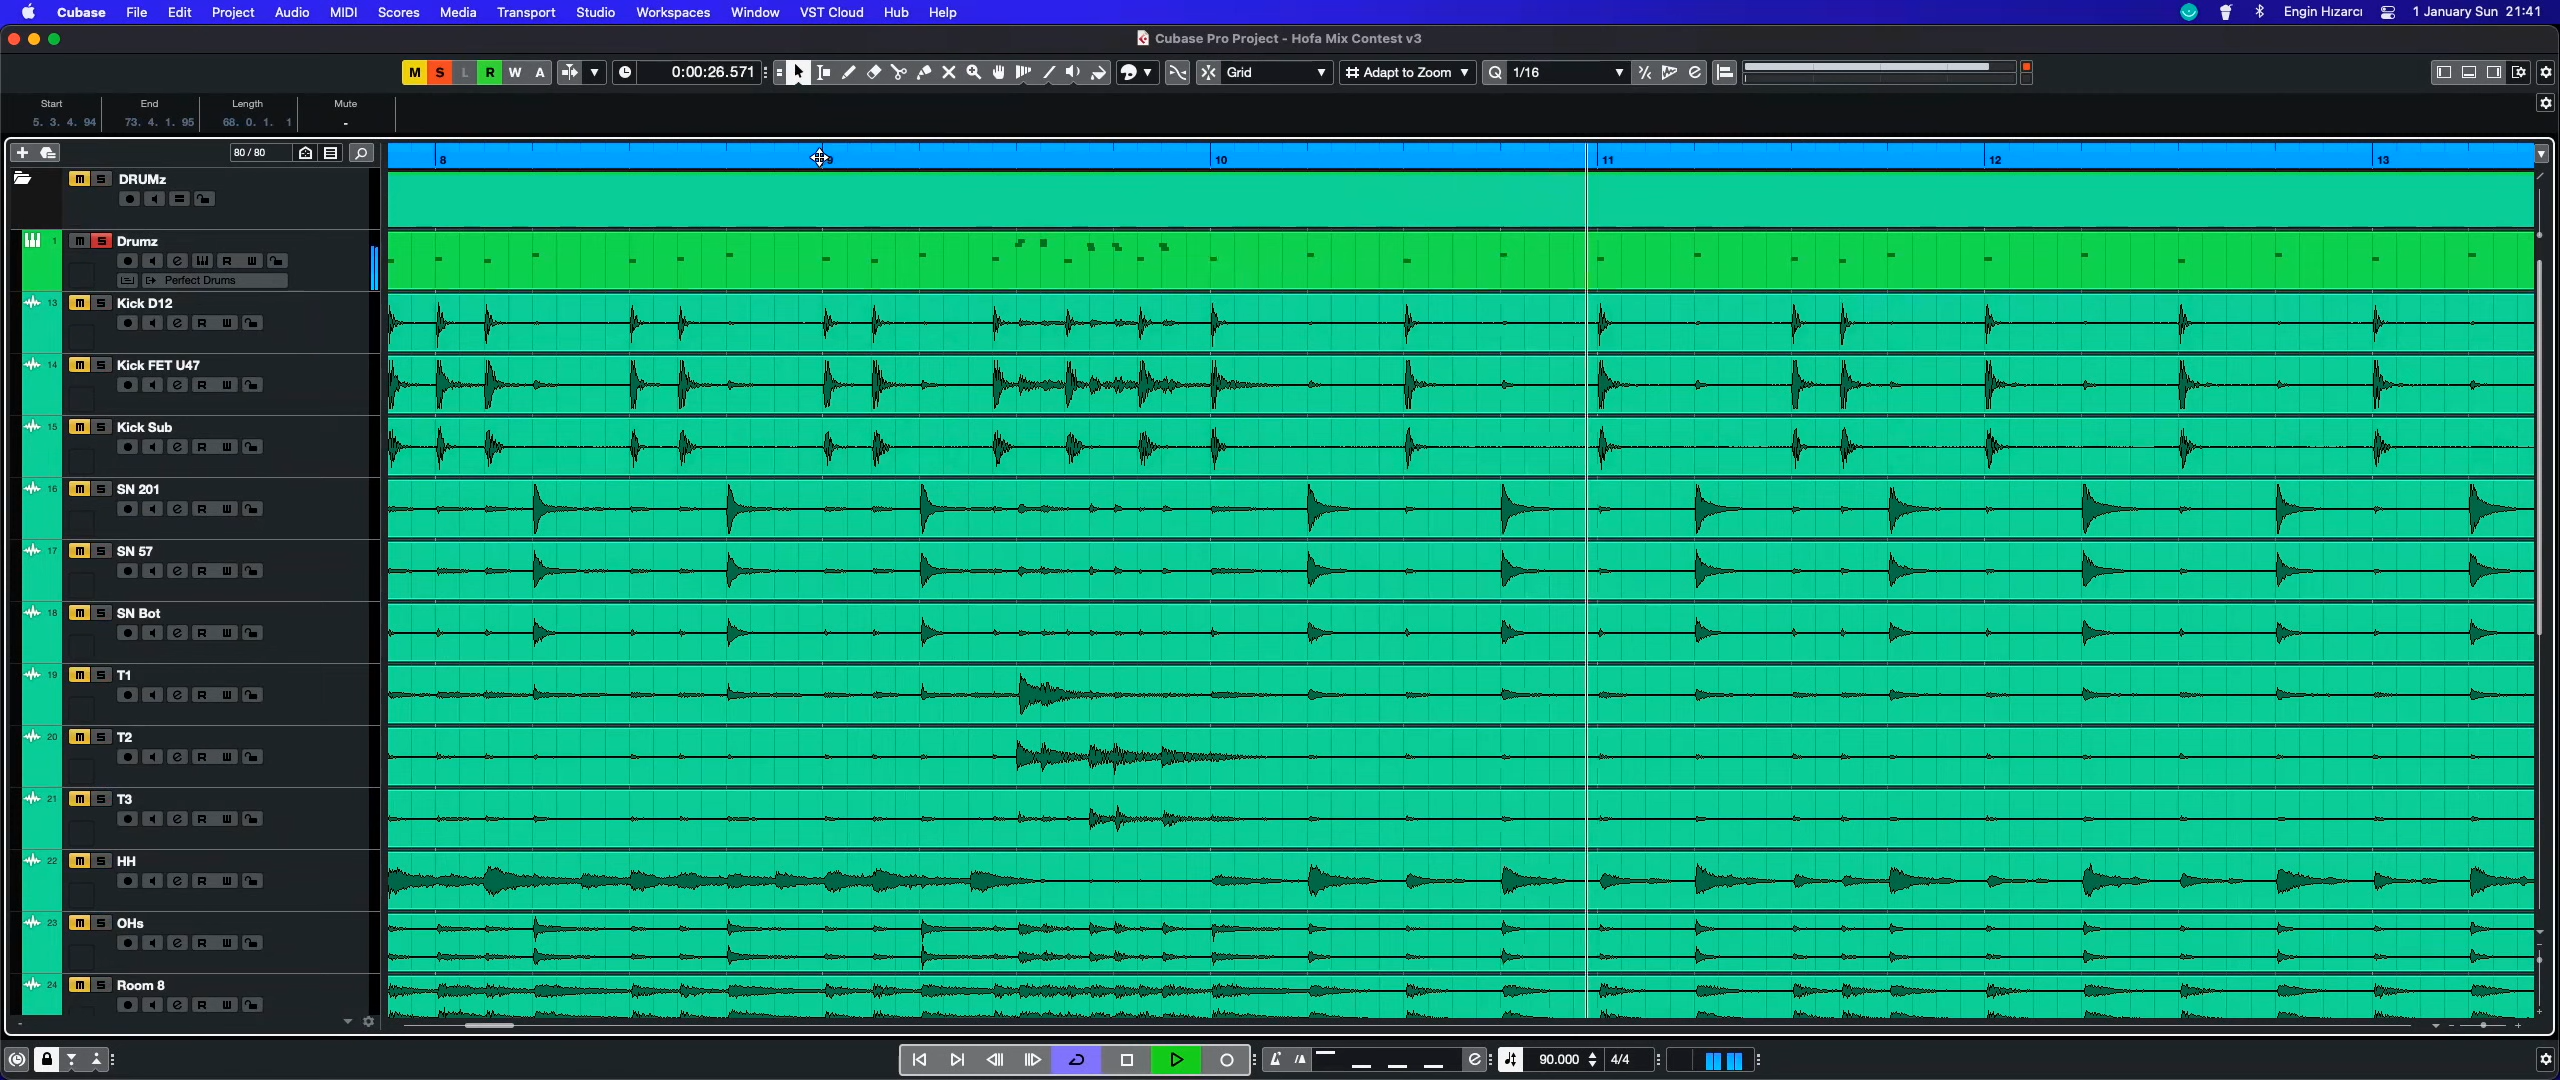 Cubase File Edit Project Audio MIDI Scores Media Transport Studio Workspaces Window VST Cloud Hub Help
Engin Hızarcı 1 January Sun 21:41
Cubase Pro Project - Hofa Mix Contest v3
M S L R W A
0:00:26.571
Grid
Adapt to Zoom
Q 1/16
Start End Length Mute
5. 3. 4. 94 73. 4. 1. 95 68. 0. 1. 1 -
80 / 80
8 9 10 11 12 13
m S DRUMz
1 m S Drumz
e R W
Perfect Drums
13 m S Kick D12
e R W
14 m S Kick FET U47
e R W
15 m S Kick Sub
e R W
16 m S SN 201
e R W
17 m S SN 57
e R W
18 m S SN Bot
e R W
19 m S T1
e R W
20 m S T2
e R W
21 m S T3
e R W
22 m S HH
e R W
23 m S OHs
e R W
24 m S Room 8
e R W
90.000 4/4